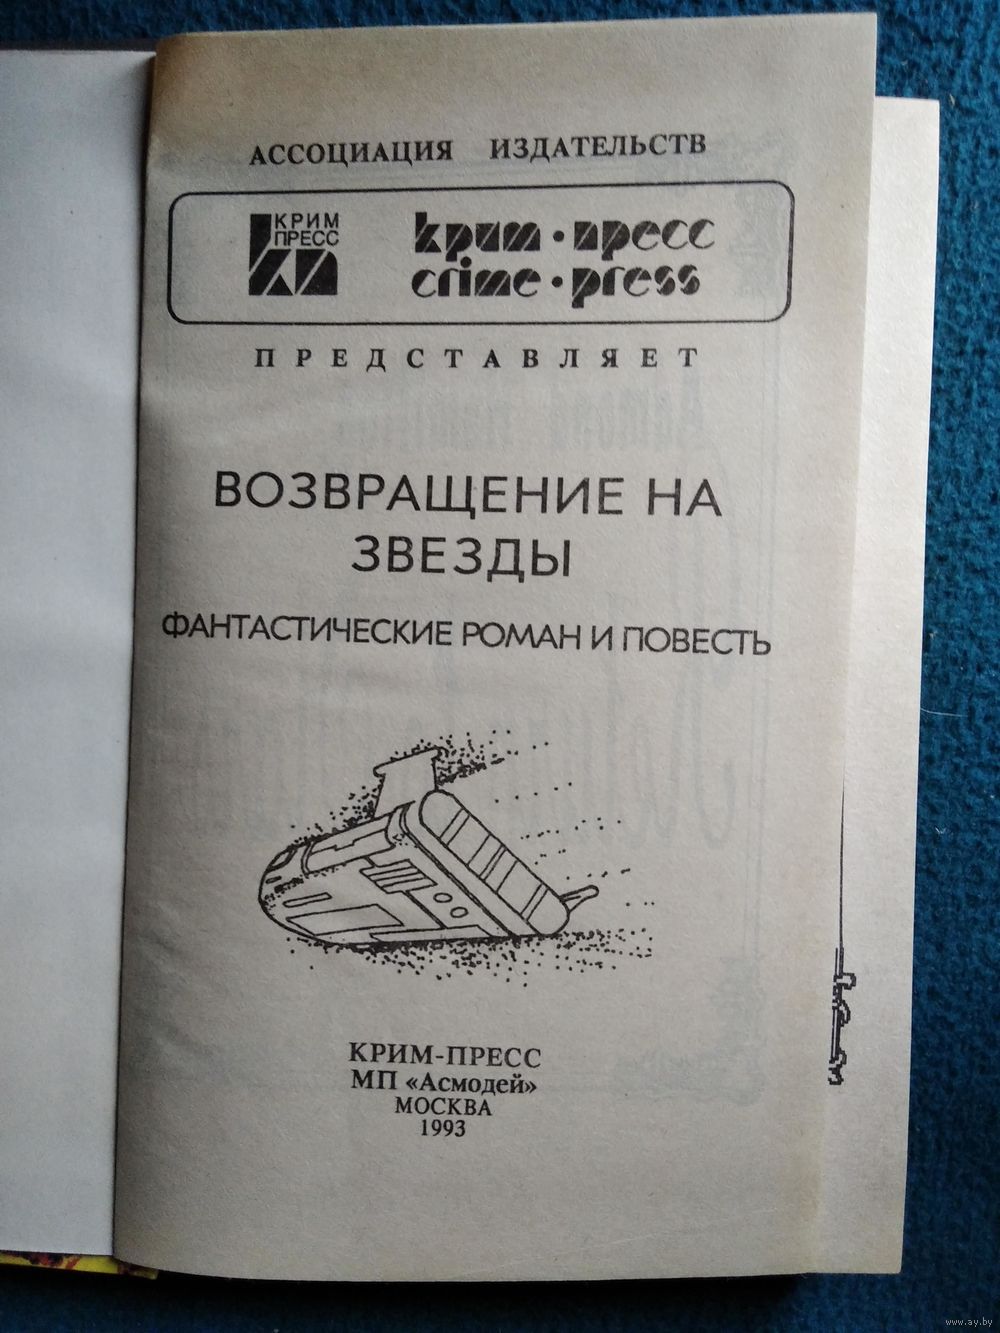 АССОЦИАЦИЯ ИЗДАТЕЛЬСТВ
КРИМ
ПРЕСС
крим • пресс
crime • press
ПРЕДСТАВЛЯЕТ
ВОЗВРАЩЕНИЕ НА
ЗВЕЗДЫ
ФАНТАСТИЧЕСКИЕ РОМАН И ПОВЕСТЬ
КРИМ-ПРЕСС
МП «Асмодей»
МОСКВА
1993
www.ay.by